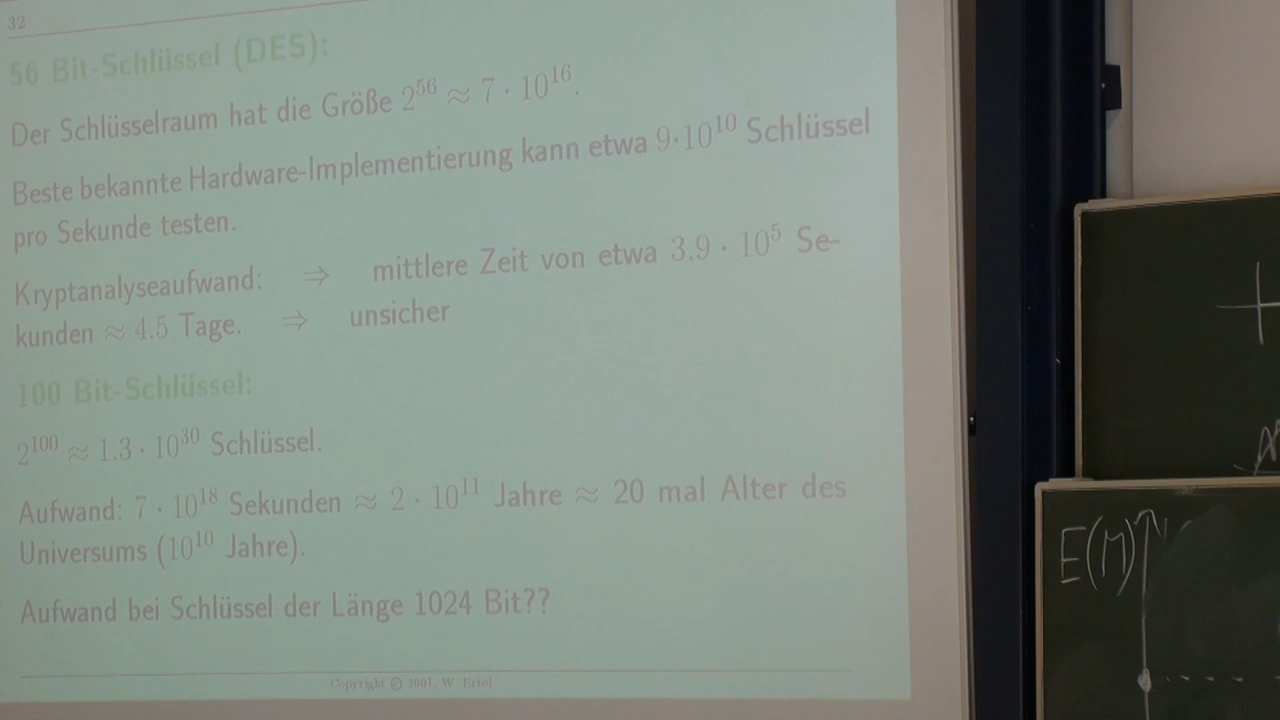 32
56 Bit-Schlüssel (DES):
Der Schlüsselraum hat die Größe 2^56 ≈ 7 · 10^16.
Beste bekannte Hardware-Implementierung kann etwa 9·10^10 Schlüssel
pro Sekunde testen.
Kryptanalyseaufwand: ⇒ mittlere Zeit von etwa 3.9 · 10^5 Se-
kunden ≈ 4.5 Tage. ⇒ unsicher
100 Bit-Schlüssel:
2^100 ≈ 1.3 · 10^30 Schlüssel.
Aufwand: 7 · 10^18 Sekunden ≈ 2 · 10^11 Jahre ≈ 20 mal Alter des
Universums (10^10 Jahre).
Aufwand bei Schlüssel der Länge 1024 Bit??
Copyright © 2001, W. Ertel
E(M)